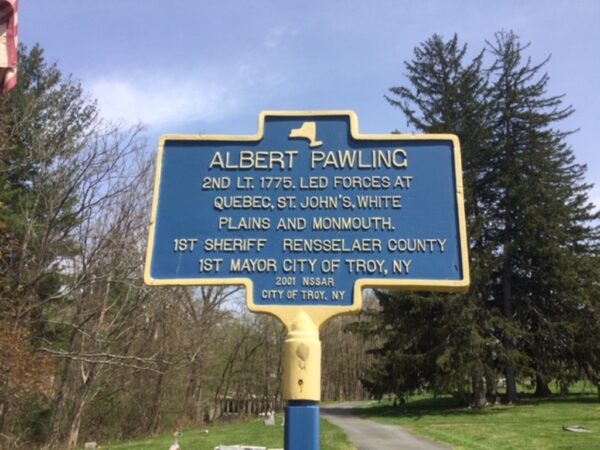 ALBERT PAWLING
2ND LT. 1775. LED FORCES AT
QUEBEC, ST. JOHN'S, WHITE
PLAINS AND MONMOUTH.
1ST SHERIFF RENSSELAER COUNTY
1ST MAYOR CITY OF TROY, NY
2001 NSSAR
CITY OF TROY, NY